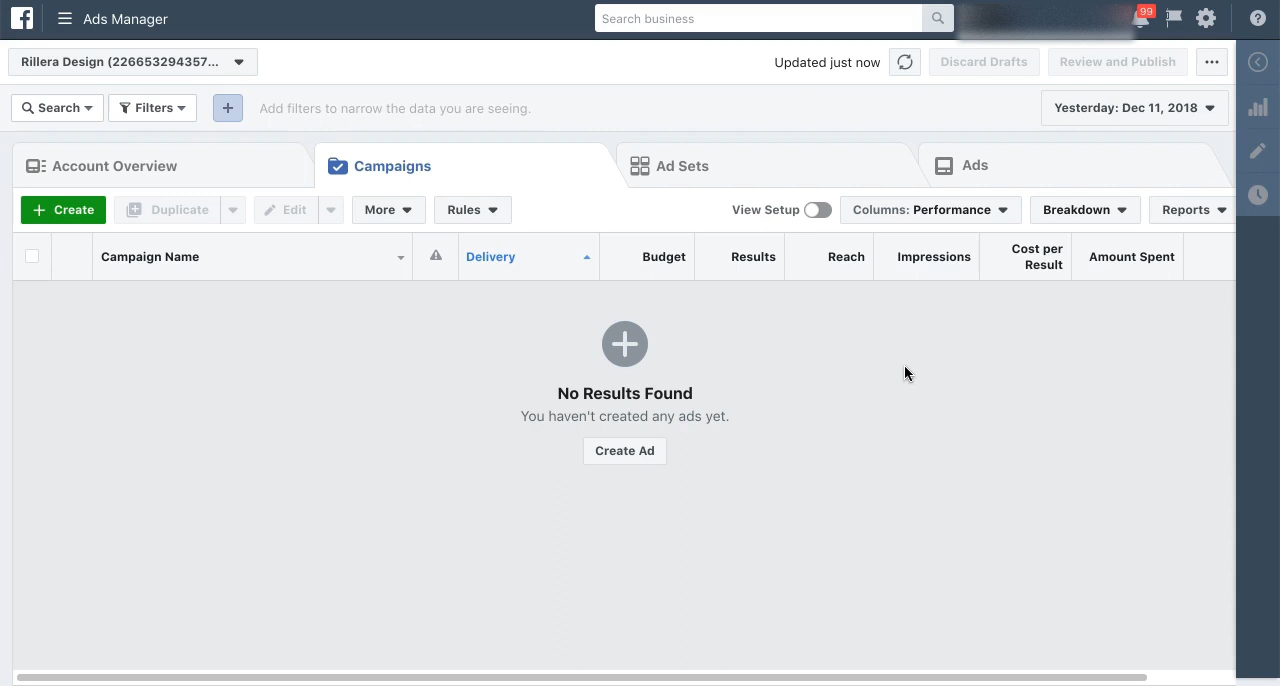 Ads Manager
Search business
99
Rillera Design (226653294357...
Updated just now
Discard Drafts
Review and Publish
Search
Filters
Add filters to narrow the data you are seeing.
Yesterday: Dec 11, 2018
Account Overview
Campaigns
Ad Sets
Ads
Create
Duplicate
Edit
More
Rules
View Setup
Columns: Performance
Breakdown
Reports
Campaign Name
Delivery
Budget
Results
Reach
Impressions
Cost per
Result
Amount Spent
No Results Found
You haven't created any ads yet.
Create Ad